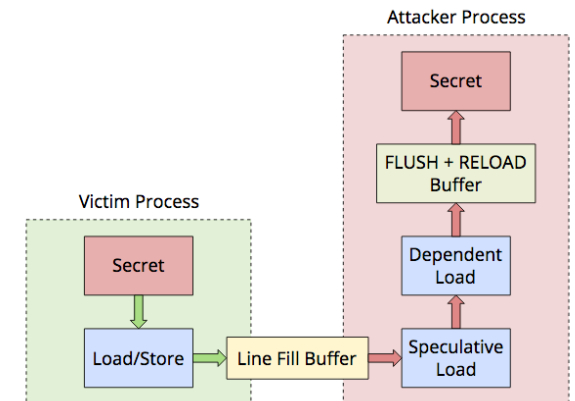 Attacker Process
Secret
FLUSH + RELOAD
Buffer
Victim Process
Secret
Dependent
Load
Load/Store
Line Fill Buffer
Speculative
Load